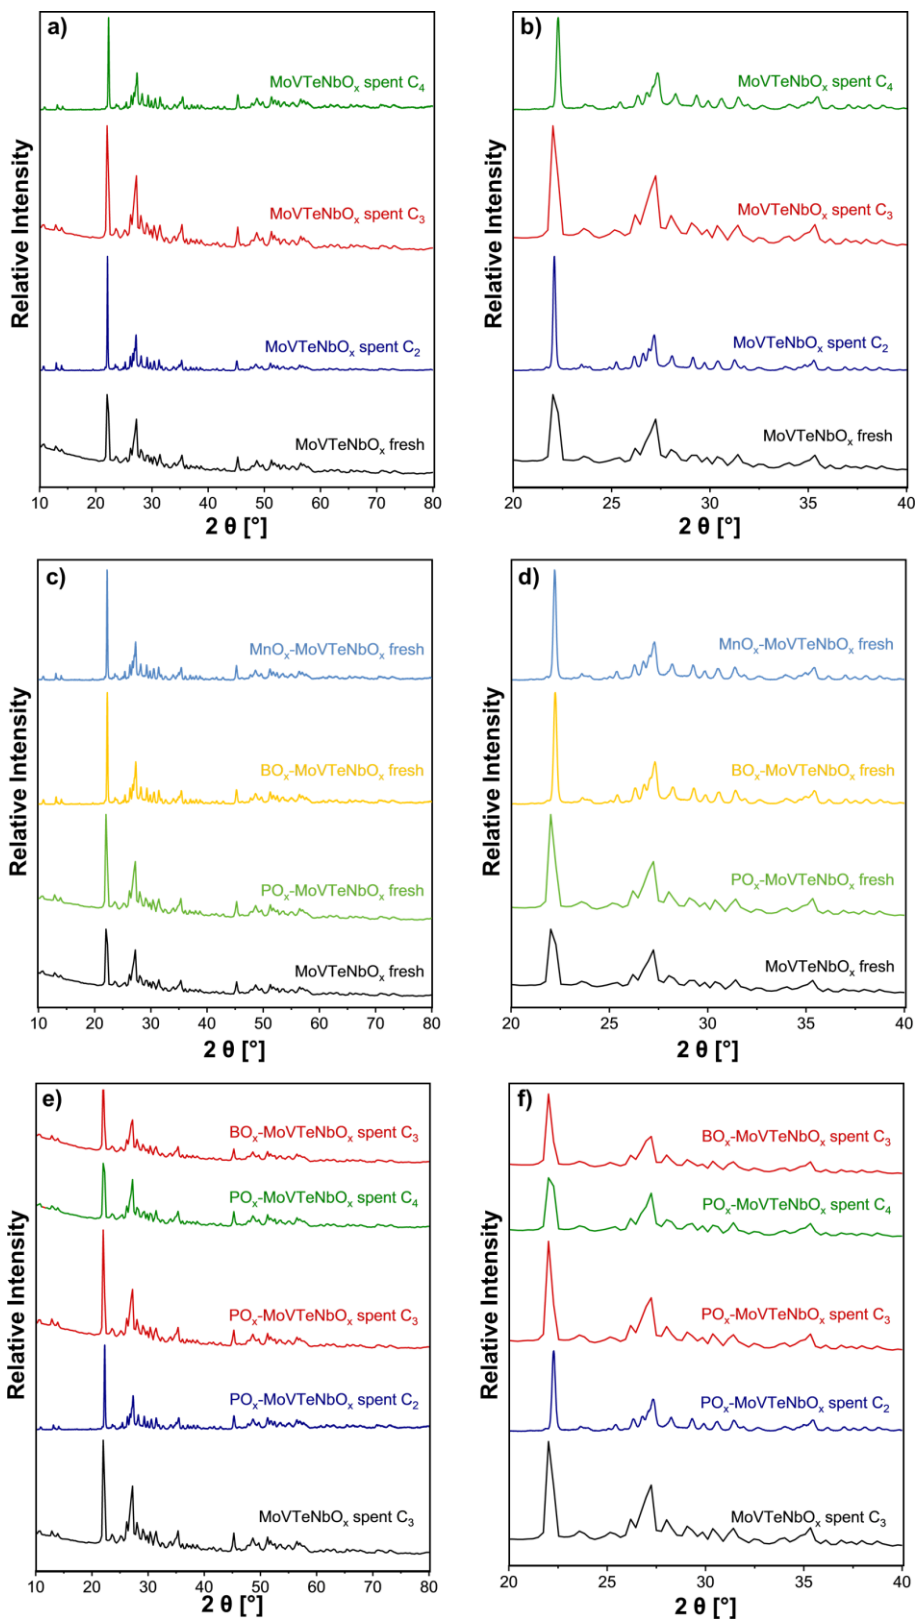 a)
MoVTeNbOₓ spent C₄
MoVTeNbOₓ spent C₃
MoVTeNbOₓ spent C₂
MoVTeNbOₓ fresh
Relative Intensity
10 20 30 40 50 60 70 80
2 θ [°]
b)
MoVTeNbOₓ spent C₄
MoVTeNbOₓ spent C₃
MoVTeNbOₓ spent C₂
MoVTeNbOₓ fresh
Relative Intensity
20 25 30 35 40
2 θ [°]
c)
MnOₓ-MoVTeNbOₓ fresh
BOₓ-MoVTeNbOₓ fresh
POₓ-MoVTeNbOₓ fresh
MoVTeNbOₓ fresh
Relative Intensity
10 20 30 40 50 60 70 80
2 θ [°]
d)
MnOₓ-MoVTeNbOₓ fresh
BOₓ-MoVTeNbOₓ fresh
POₓ-MoVTeNbOₓ fresh
MoVTeNbOₓ fresh
Relative Intensity
20 25 30 35 40
2 θ [°]
e)
BOₓ-MoVTeNbOₓ spent C₃
POₓ-MoVTeNbOₓ spent C₄
POₓ-MoVTeNbOₓ spent C₃
POₓ-MoVTeNbOₓ spent C₂
MoVTeNbOₓ spent C₃
Relative Intensity
10 20 30 40 50 60 70 80
2 θ [°]
f)
BOₓ-MoVTeNbOₓ spent C₃
POₓ-MoVTeNbOₓ spent C₄
POₓ-MoVTeNbOₓ spent C₃
POₓ-MoVTeNbOₓ spent C₂
MoVTeNbOₓ spent C₃
Relative Intensity
20 25 30 35 40
2 θ [°]